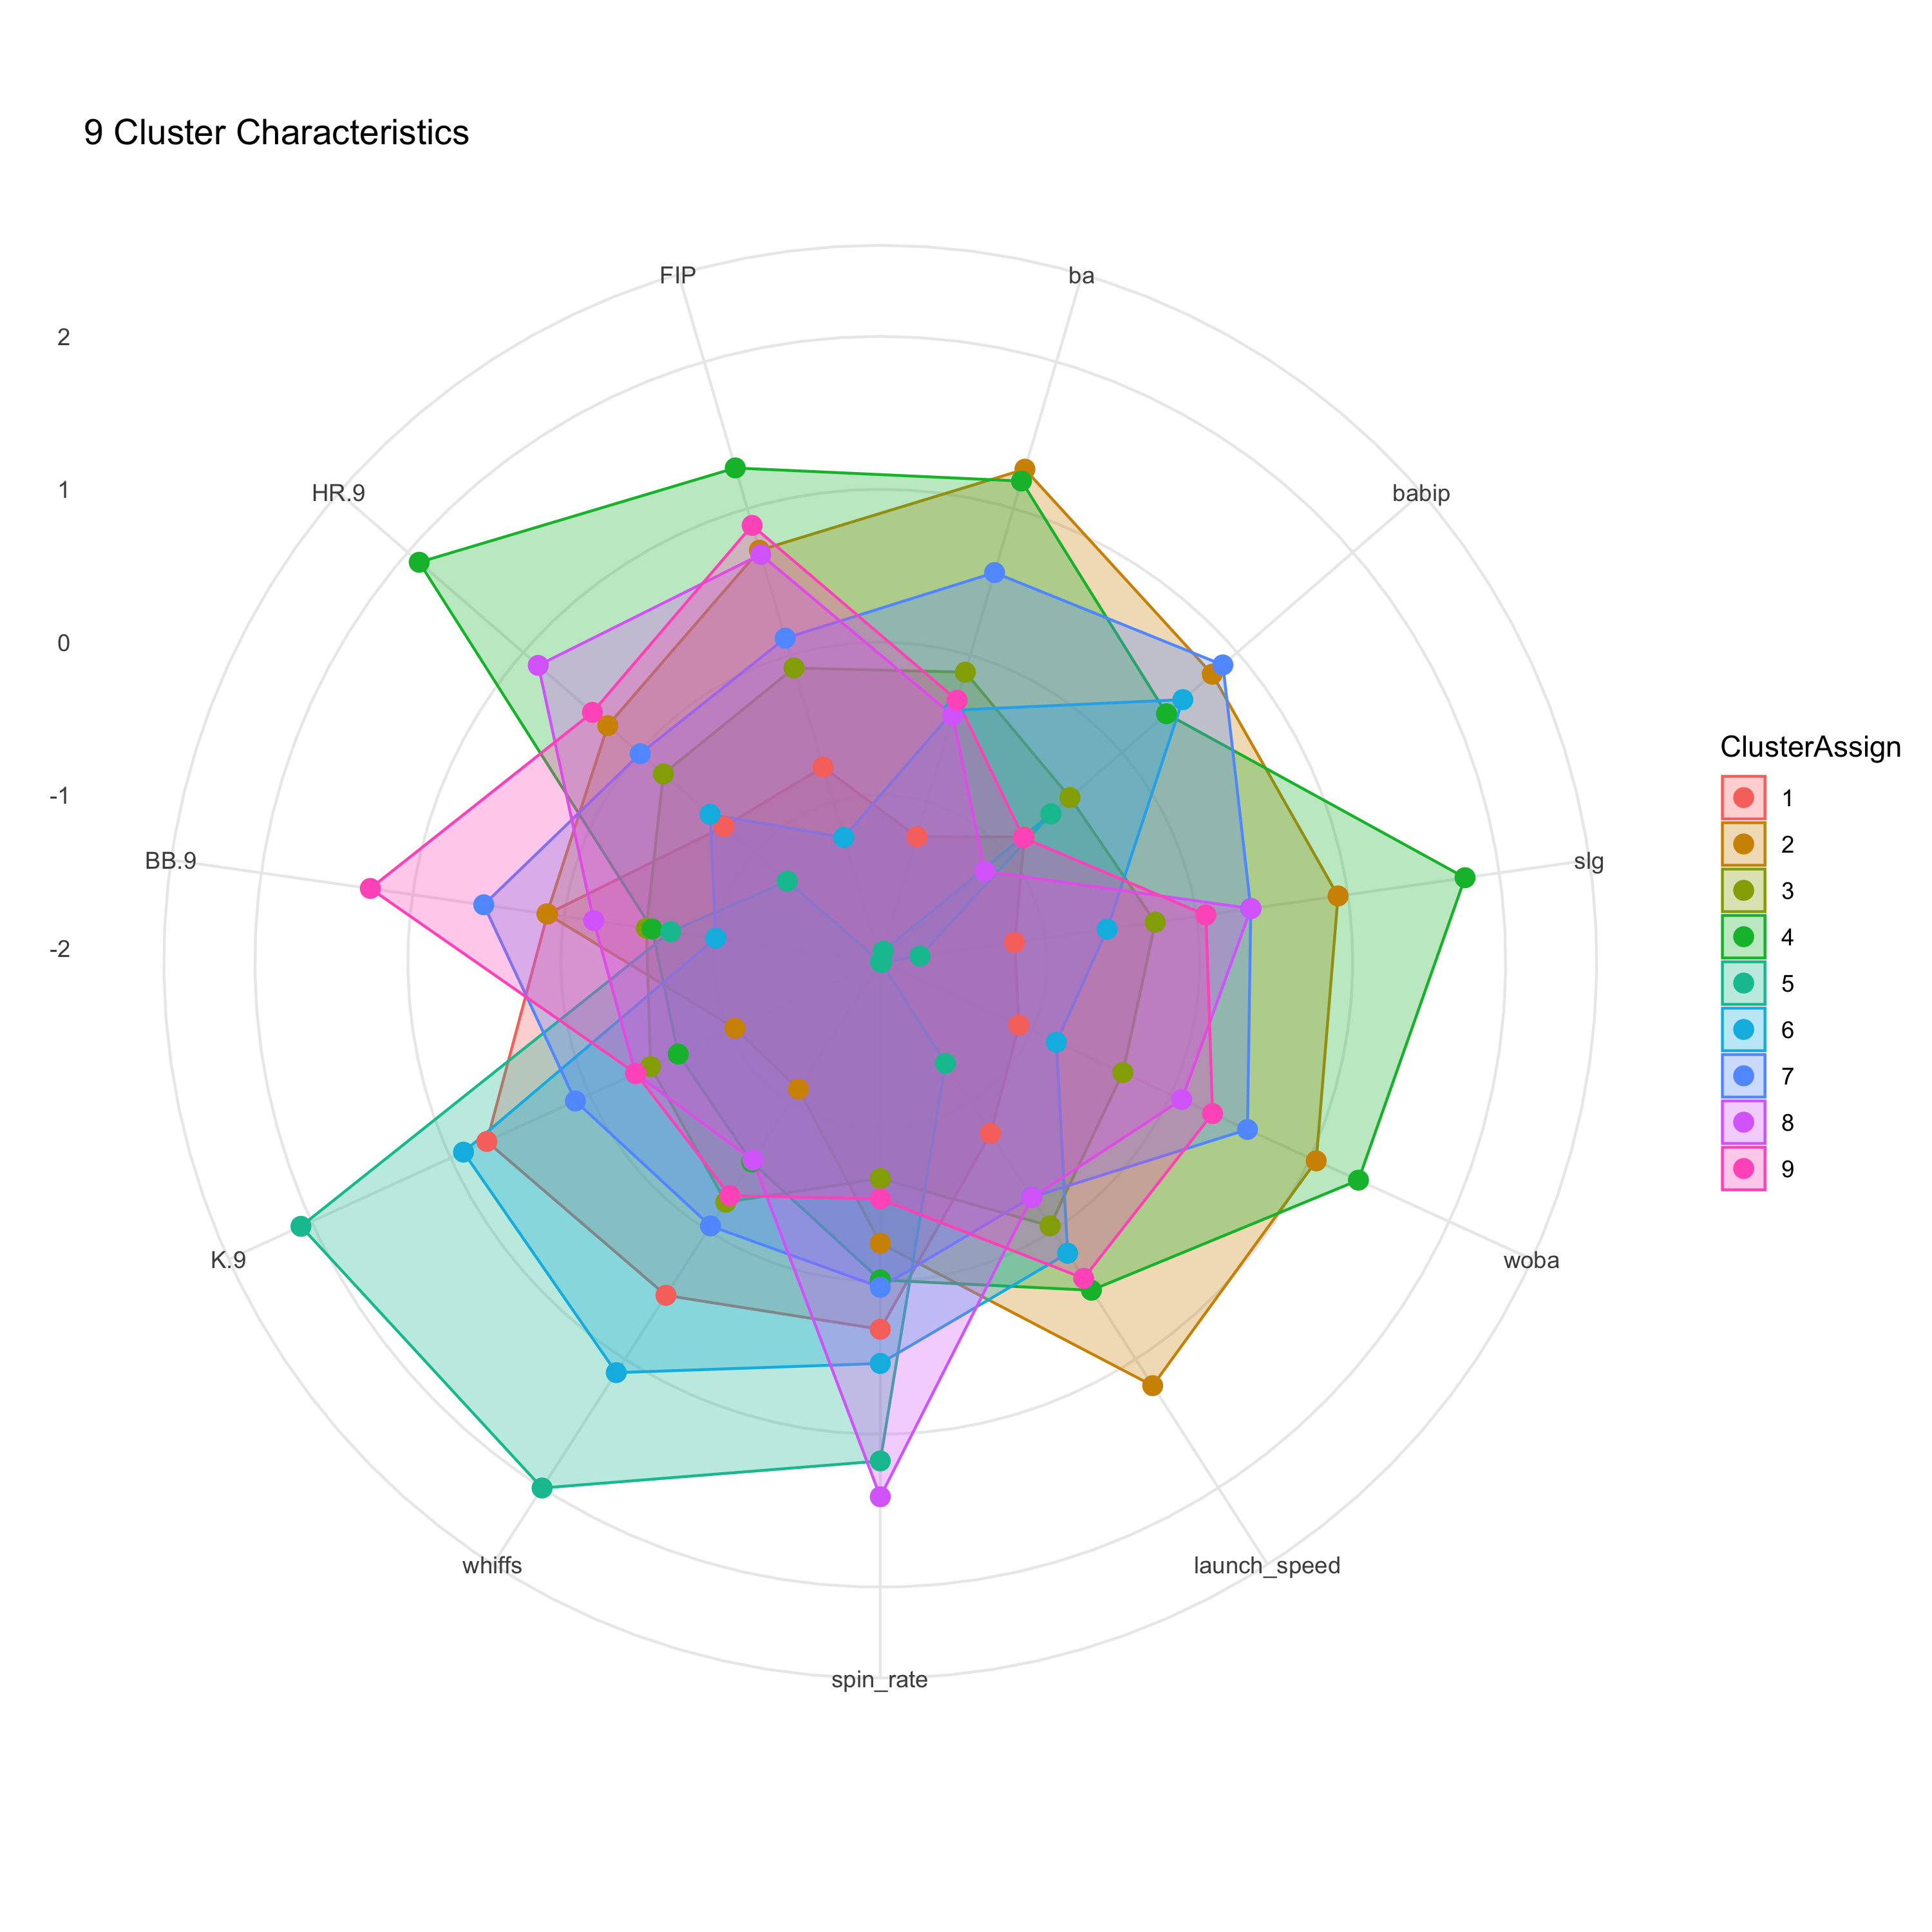 9 Cluster Characteristics
FIP
ba
2
HR.9
1
babip
0
ClusterAssign
-1
1
2
BB.9
slg
3
4
-2
5
6
7
8
9
K.9
woba
whiffs
launch_speed
spin_rate